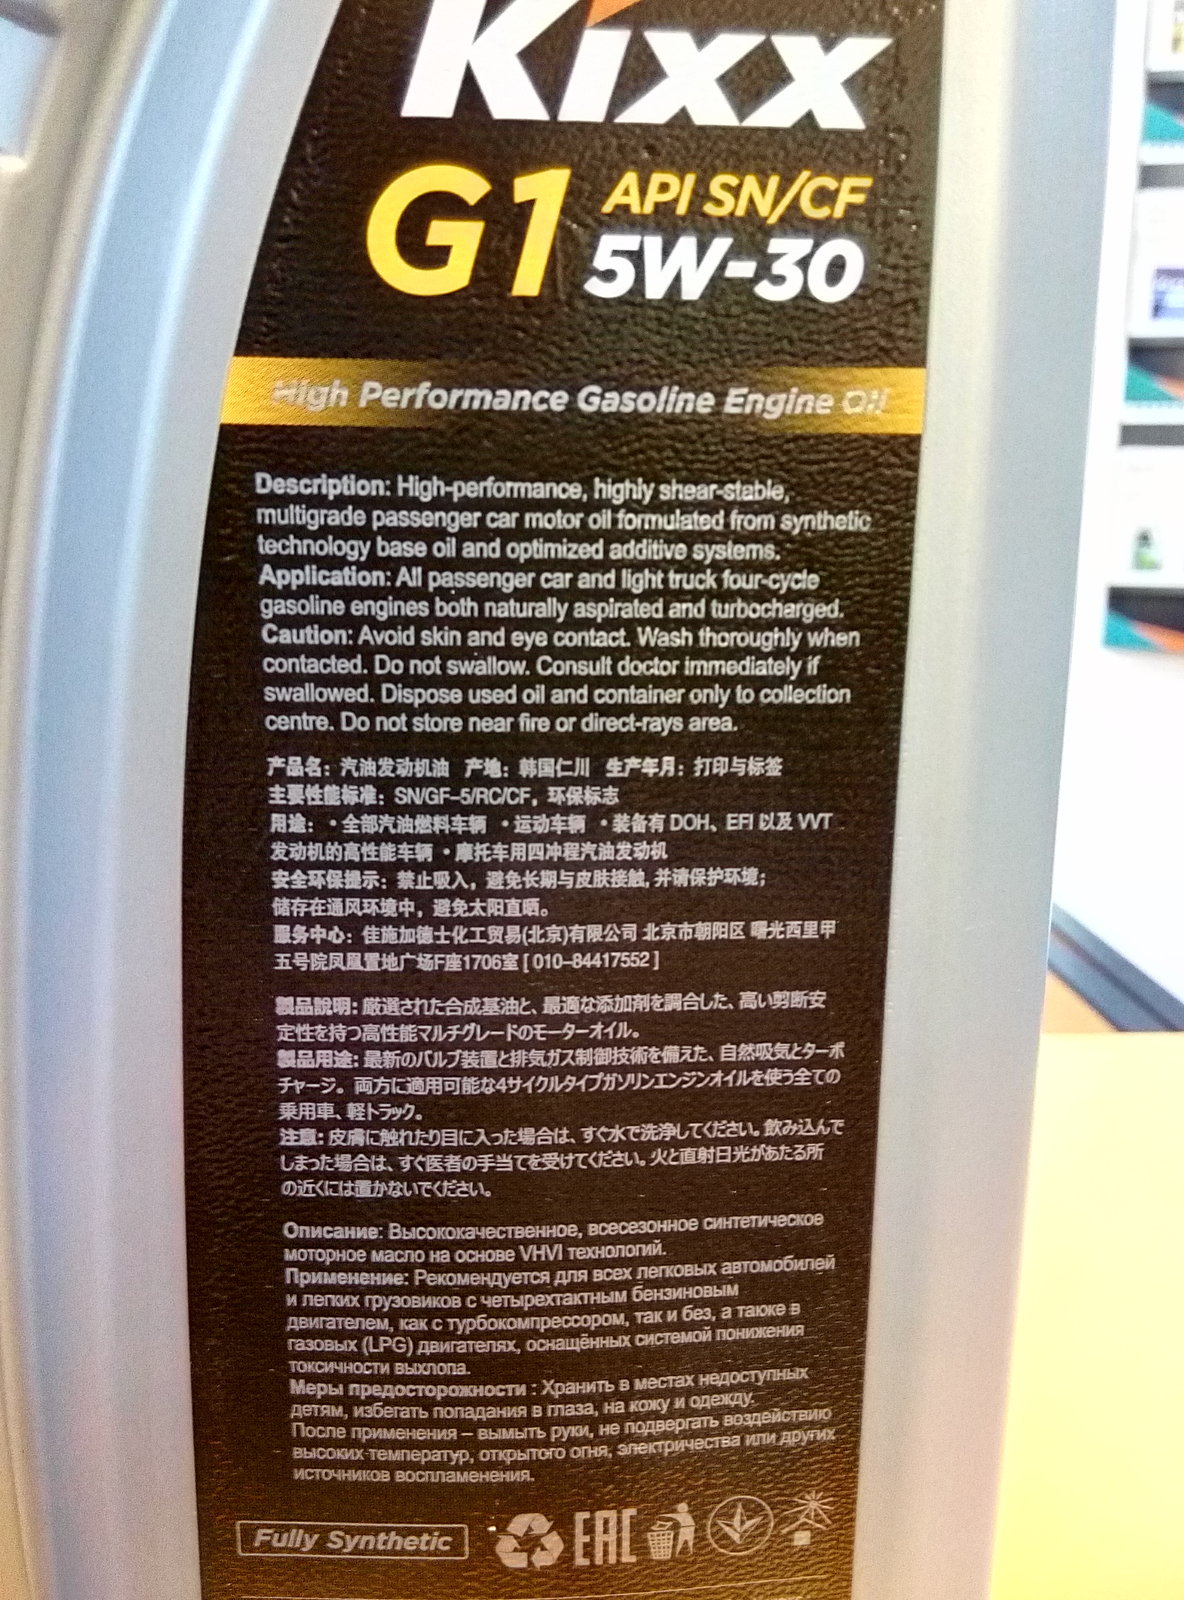 Kixx
G1 API SN/CF
5W-30
High Performance Gasoline Engine Oil
Description: High-performance, highly shear-stable,
multigrade passenger car motor oil formulated from synthetic
technology base oil and optimized additive systems.
Application: All passenger car and light truck four-cycle
gasoline engines both naturally aspirated and turbocharged.
Caution: Avoid skin and eye contact. Wash thoroughly when
contacted. Do not swallow. Consult doctor immediately if
swallowed. Dispose used oil and container only to collection
centre. Do not store near fire or direct-rays area.
产品名：汽油发动机油 产地：韩国仁川 生产年月：打印与标签
主要性能标准：SN/GF-5/RC/CF，环保标志
用途：・全部汽油燃料车辆 ・运动车辆 ・装备有 DOH、EFI 以及 VVT
发动机的高性能车辆 ・摩托车用四冲程汽油发动机
安全环保提示：禁止吸入，避免长期与皮肤接触, 并请保护环境；
储存在通风环境中，避免太阳直晒。
服务中心：佳施加德士化工贸易(北京)有限公司 北京市朝阳区 曙光西里甲
五号院凤凰置地广场F座1706室 [ 010-84417552 ]
製品説明: 厳選された合成基油と、最適な添加剤を調合した、高い剪断安
定性を持つ高性能マルチグレードのモーターオイル。
製品用途: 最新のバルブ装置と排気ガス制御技術を備えた、自然吸気とターボ
チャージ。両方に適用可能な4サイクルタイプガソリンエンジンオイルを使う全ての
乗用車、軽トラック。
注意: 皮膚に触れたり目に入った場合は、すぐ水で洗浄してください。飲み込んで
しまった場合は、すぐ医者の手当てを受けてください。火と直射日光があたる所
の近くには置かないでください。
Описание: Высококачественное, всесезонное синтетическое
моторное масло на основе VHVI технологий.
Применение: Рекомендуется для всех легковых автомобилей
и легких грузовиков с четырехтактным бензиновым
двигателем, как с турбокомпрессором, так и без, а также в
газовых (LPG) двигателях, оснащённых системой понижения
токсичности выхлопа.
Меры предосторожности : Хранить в местах недоступных
детям, избегать попадания в глаза, на кожу и одежду.
После применения – вымыть руки, не подвергать воздействию
высоких температур, открытого огня, электричества или других
источников воспламенения.
Fully Synthetic EAC